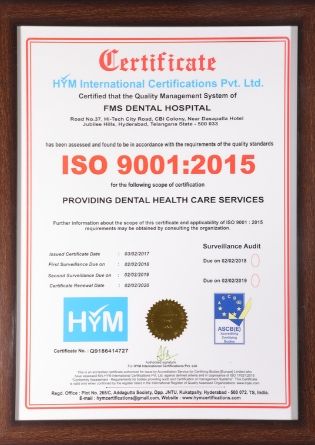 Certificate
HYM International Certifications Pvt. Ltd.
Certified that the Quality Management System of
FMS DENTAL HOSPITAL
Road No.37, Hi-Tech City Road, CBI Colony, Near Dasapalla Hotel
Jubilee Hills, Hyderabad, Telangana State - 500 033
has been assessed and found to be in accordance with the requirements of the quality standards
ISO 9001:2015
for the following scope of certification
PROVIDING DENTAL HEALTH CARE SERVICES
Further information about the scope of this certificate and applicability of ISO 9001 : 2015
requirements may be obtained by consulting the organization.
Surveillance Audit
Issued Certificate Date : 03/02/2017
First Surveillance Due on : 02/02/2018
Due on 02/02/2018
Second Surveillance Due on : 02/02/2019
Certificate Renewal Date : 02/02/2020
Due on 02/02/2019
HYM
ASCB(E)
Accrediting
Certifying
Bodies
Certificate No.- Q9186414727
Authorised signatory
For HYM International Certifications Pvt. Ltd.
Regd. Office : Plot No. 265/C, Addagutta Society, Opp. JNTU, Kukatpally, Hyderabad - 500 072. TS, India.
E-mail : hymcertifications@gmail.com, Website : www.hymcertifications.com